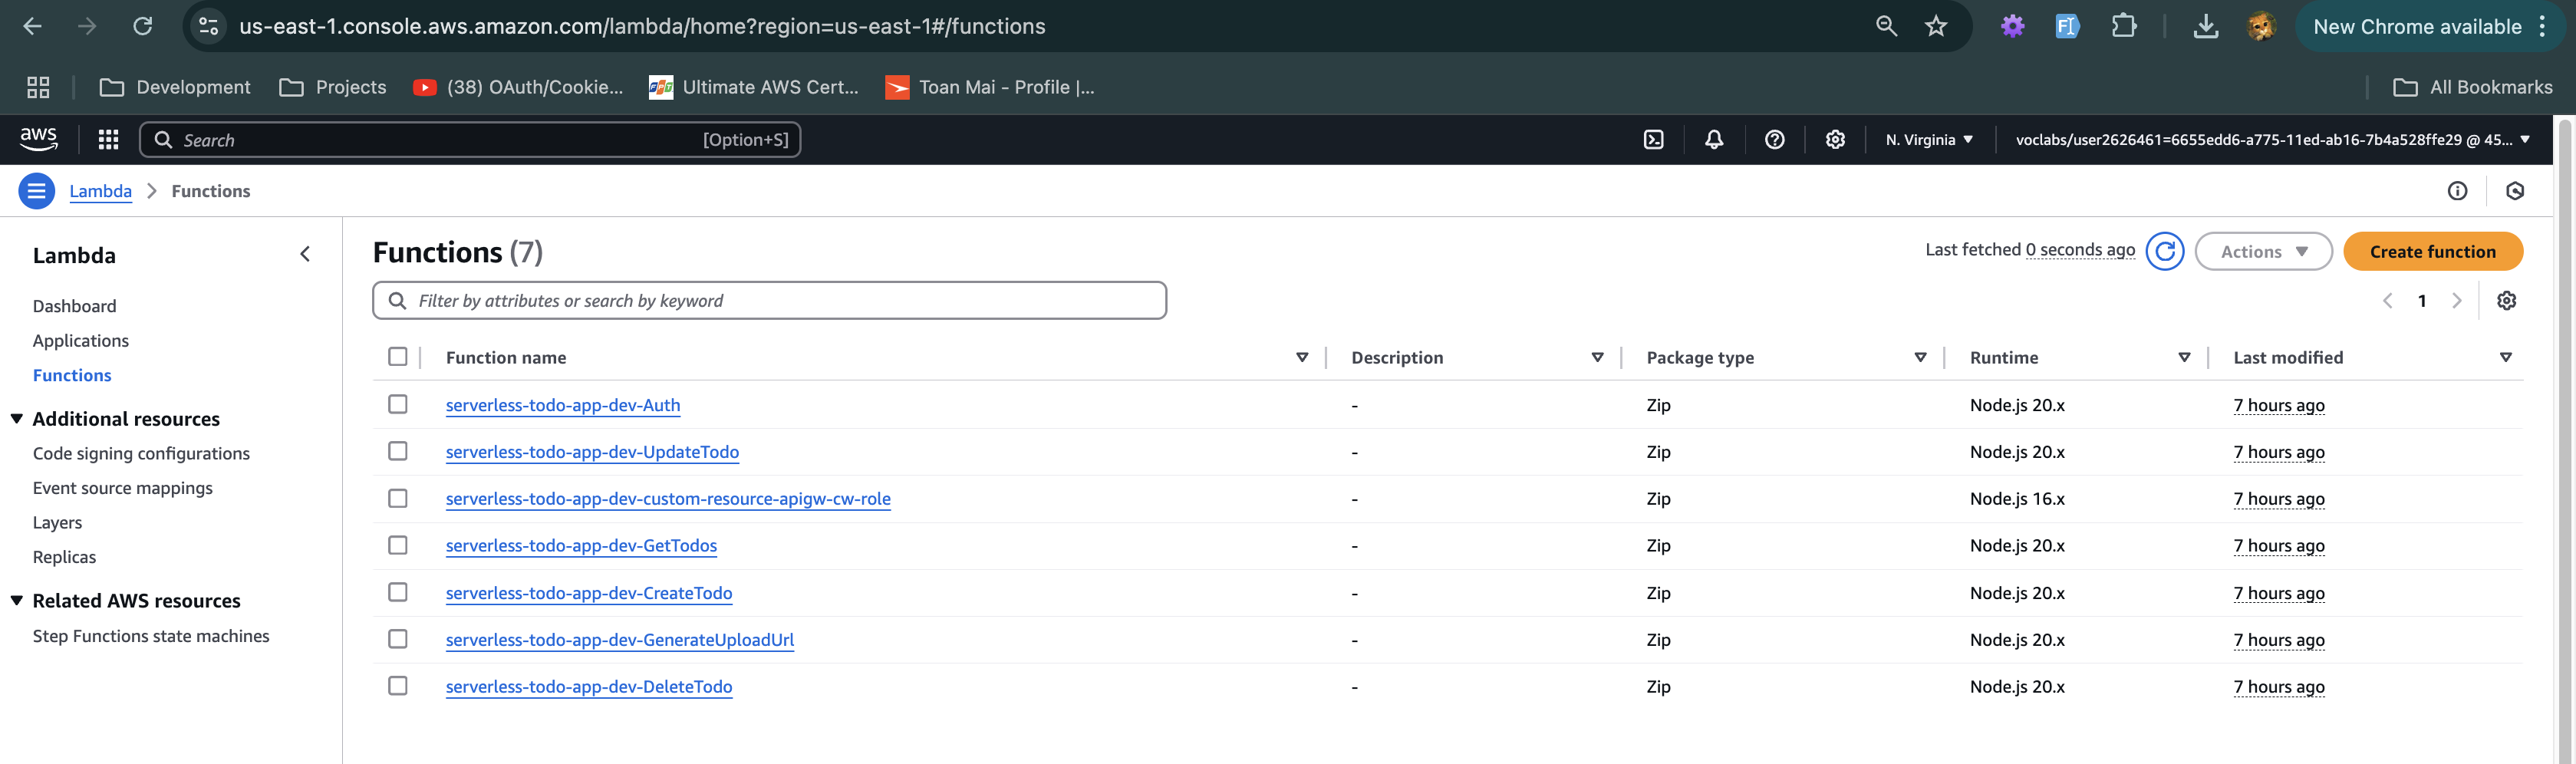 us-east-1.console.aws.amazon.com/lambda/home?region=us-east-1#/functions
New Chrome available
Development
Projects
(38) OAuth/Cookie...
FPT
Ultimate AWS Cert...
Toan Mai - Profile |...
All Bookmarks
aws
Search
[Option+S]
N. Virginia
voclabs/user2626461=6655edd6-a775-11ed-ab16-7b4a528ffe29 @ 45...
Lambda
Functions
Lambda
Dashboard
Applications
Functions
Additional resources
Code signing configurations
Event source mappings
Layers
Replicas
Related AWS resources
Step Functions state machines
Functions (7)
Last fetched 0 seconds ago
Actions
Create function
Filter by attributes or search by keyword
1
Function name Description Package type Runtime Last modified
serverless-todo-app-dev-Auth - Zip Node.js 20.x 7 hours ago
serverless-todo-app-dev-UpdateTodo - Zip Node.js 20.x 7 hours ago
serverless-todo-app-dev-custom-resource-apigw-cw-role - Zip Node.js 16.x 7 hours ago
serverless-todo-app-dev-GetTodos - Zip Node.js 20.x 7 hours ago
serverless-todo-app-dev-CreateTodo - Zip Node.js 20.x 7 hours ago
serverless-todo-app-dev-GenerateUploadUrl - Zip Node.js 20.x 7 hours ago
serverless-todo-app-dev-DeleteTodo - Zip Node.js 20.x 7 hours ago